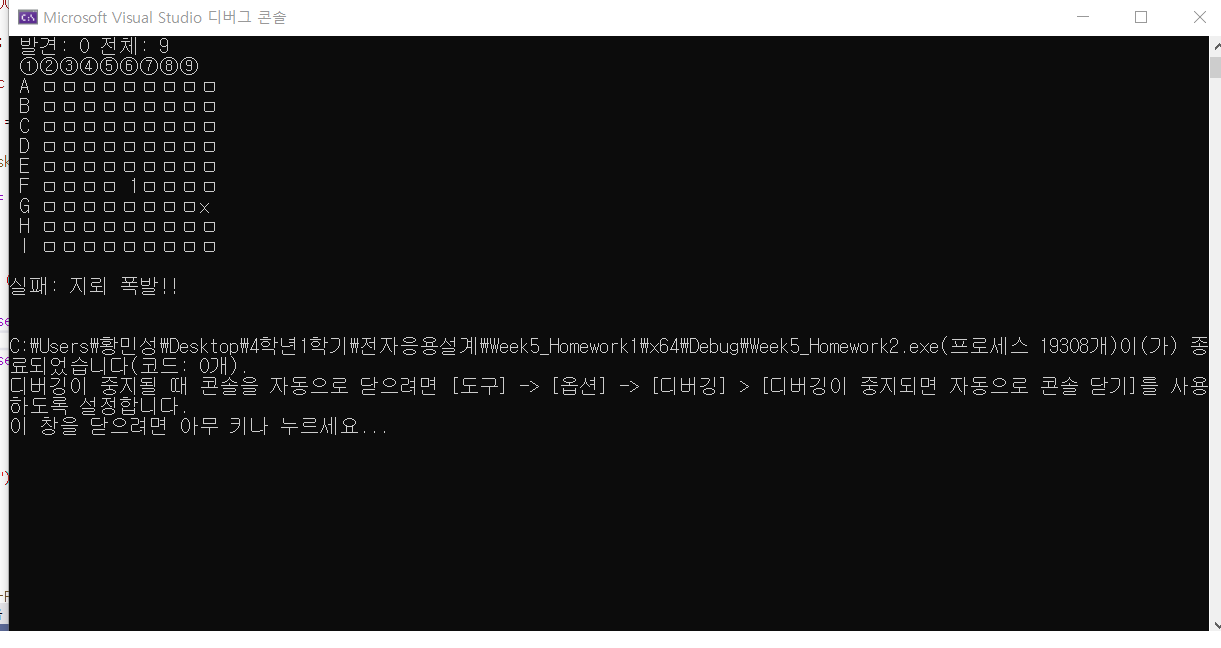 Microsoft Visual Studio 디버그 콘솔
발견: 0 전체: 9
①②③④⑤⑥⑦⑧⑨
A □ □ □ □ □ □ □ □ □
B □ □ □ □ □ □ □ □ □
C □ □ □ □ □ □ □ □ □
D □ □ □ □ □ □ □ □ □
E □ □ □ □ □ □ □ □ □
F □ □ □ □ 1 □ □ □ □
G □ □ □ □ □ □ □ □ x
H □ □ □ □ □ □ □ □ □
I □ □ □ □ □ □ □ □ □
실패: 지뢰 폭발!!
C:₩Users₩황민성₩Desktop₩4학년1학기₩전자응용설계₩Week5_Homework1₩x64₩Debug₩Week5_Homework2.exe(프로세스 19308개)이(가) 종
료되었습니다(코드: 0개).
디버깅이 중지될 때 콘솔을 자동으로 닫으려면 [도구] -> [옵션] -> [디버깅] > [디버깅이 중지되면 자동으로 콘솔 닫기]를 사용
하도록 설정합니다.
이 창을 닫으려면 아무 키나 누르세요...